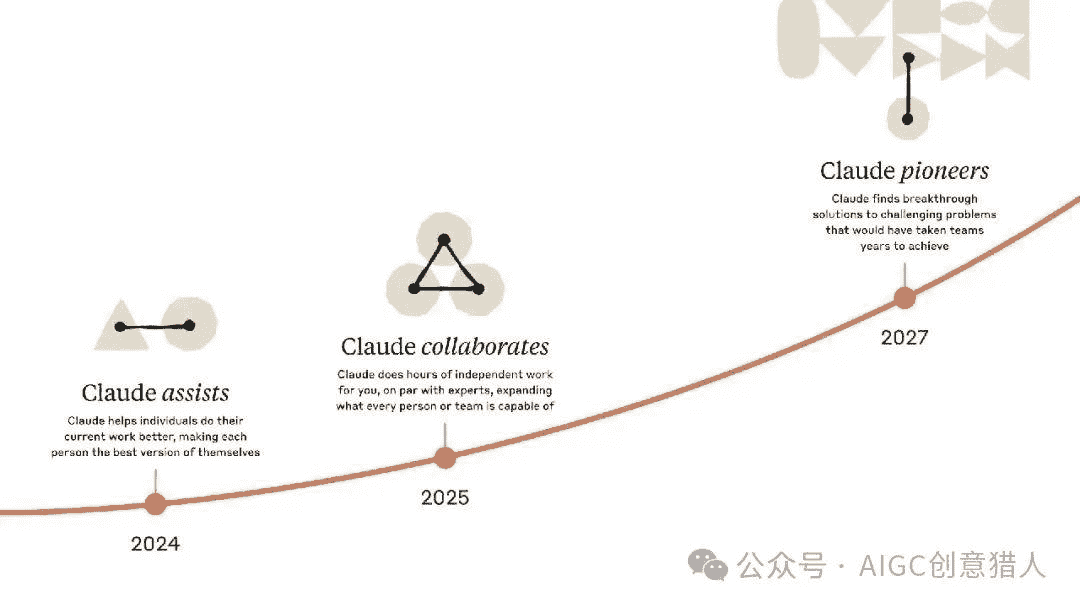 Claude pioneers
Claude finds breakthrough
solutions to challenging problems
that would have taken teams
years to achieve
2027
Claude collaborates
Claude does hours of independent work
for you, on par with experts, expanding
what every person or team is capable of
2025
Claude assists
Claude helps individuals do their
current work better, making each
person the best version of themselves
2024
公众号 · AIGC创意猎人